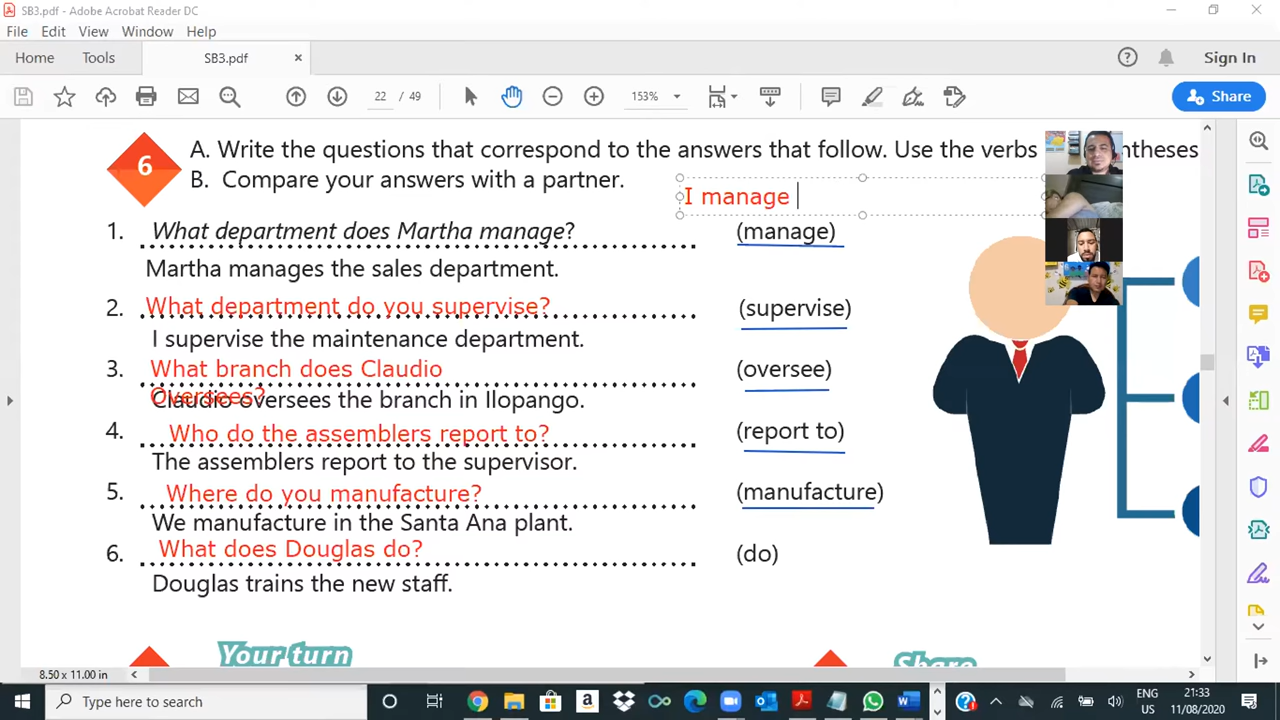 SB3.pdf - Adobe Acrobat Reader DC
File Edit View Window Help
Home Tools SB3.pdf × Sign In
22 / 49 153% Share
6 A. Write the questions that correspond to the answers that follow. Use the verbs ntheses
B. Compare your answers with a partner.
I manage
1. What department does Martha manage? (manage)
Martha manages the sales department.
2. What department do you supervise? (supervise)
I supervise the maintenance department.
3. What branch does Claudio (oversee)
Oversees?
Claudio oversees the branch in Ilopango.
4. Who do the assemblers report to? (report to)
The assemblers report to the supervisor.
5. Where do you manufacture? (manufacture)
We manufacture in the Santa Ana plant.
6. What does Douglas do? (do)
Douglas trains the new staff.
Your turn Share
8.50 x 11.00 in
Type here to search ENG 21:33
US 11/08/2020